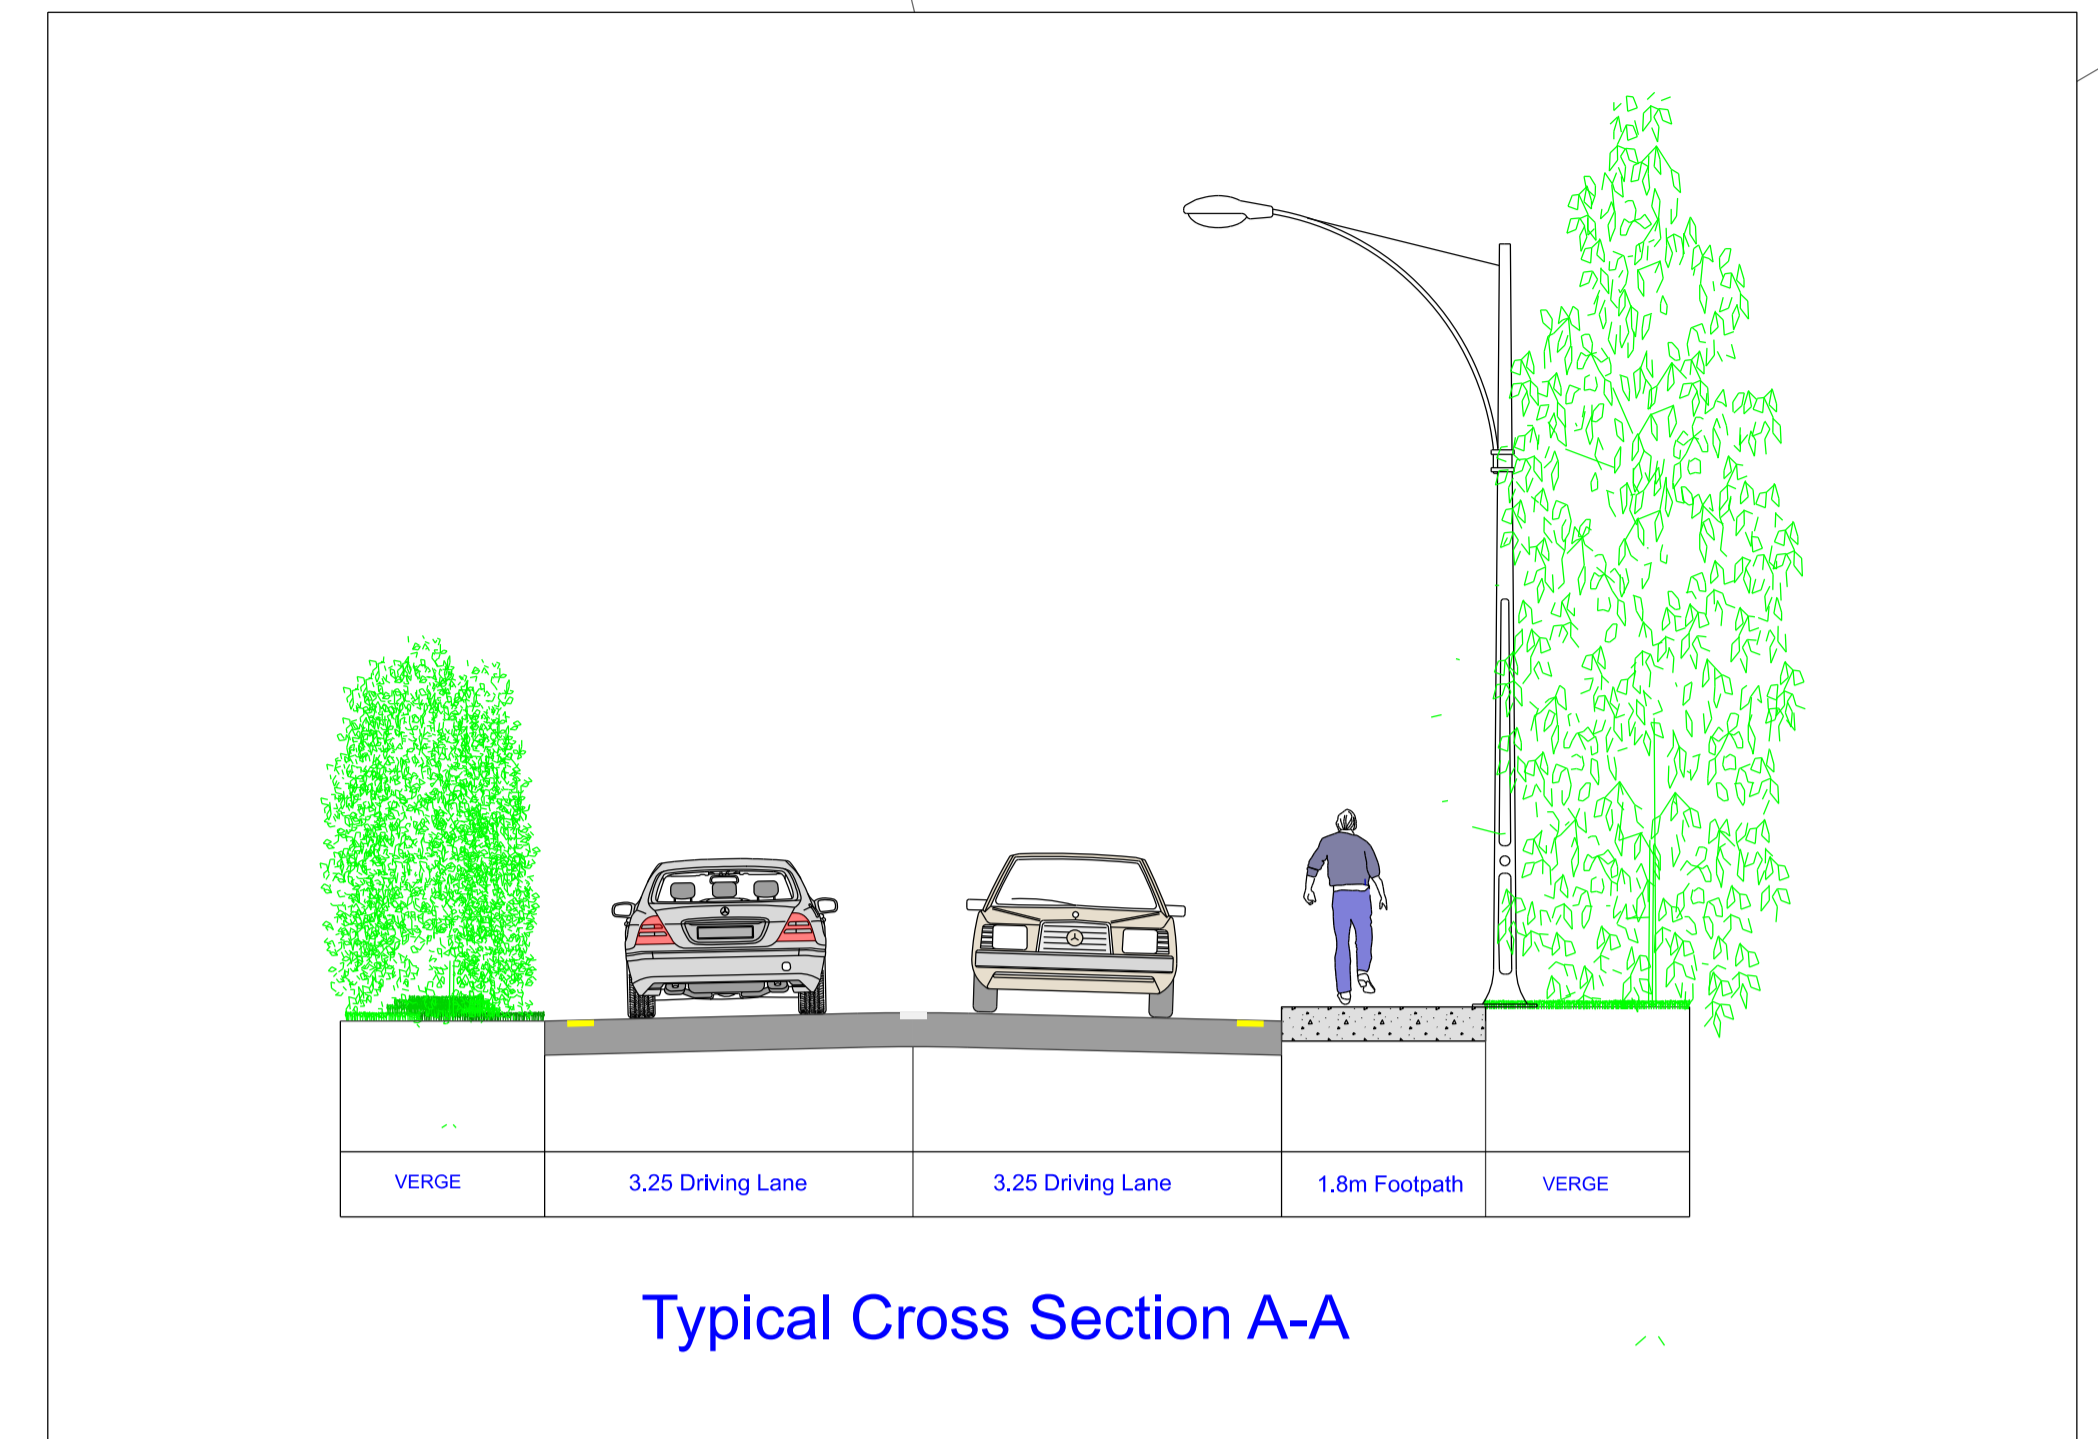 VERGE
3.25 Driving Lane
3.25 Driving Lane
1.8m Footpath
VERGE
Typical Cross Section A-A